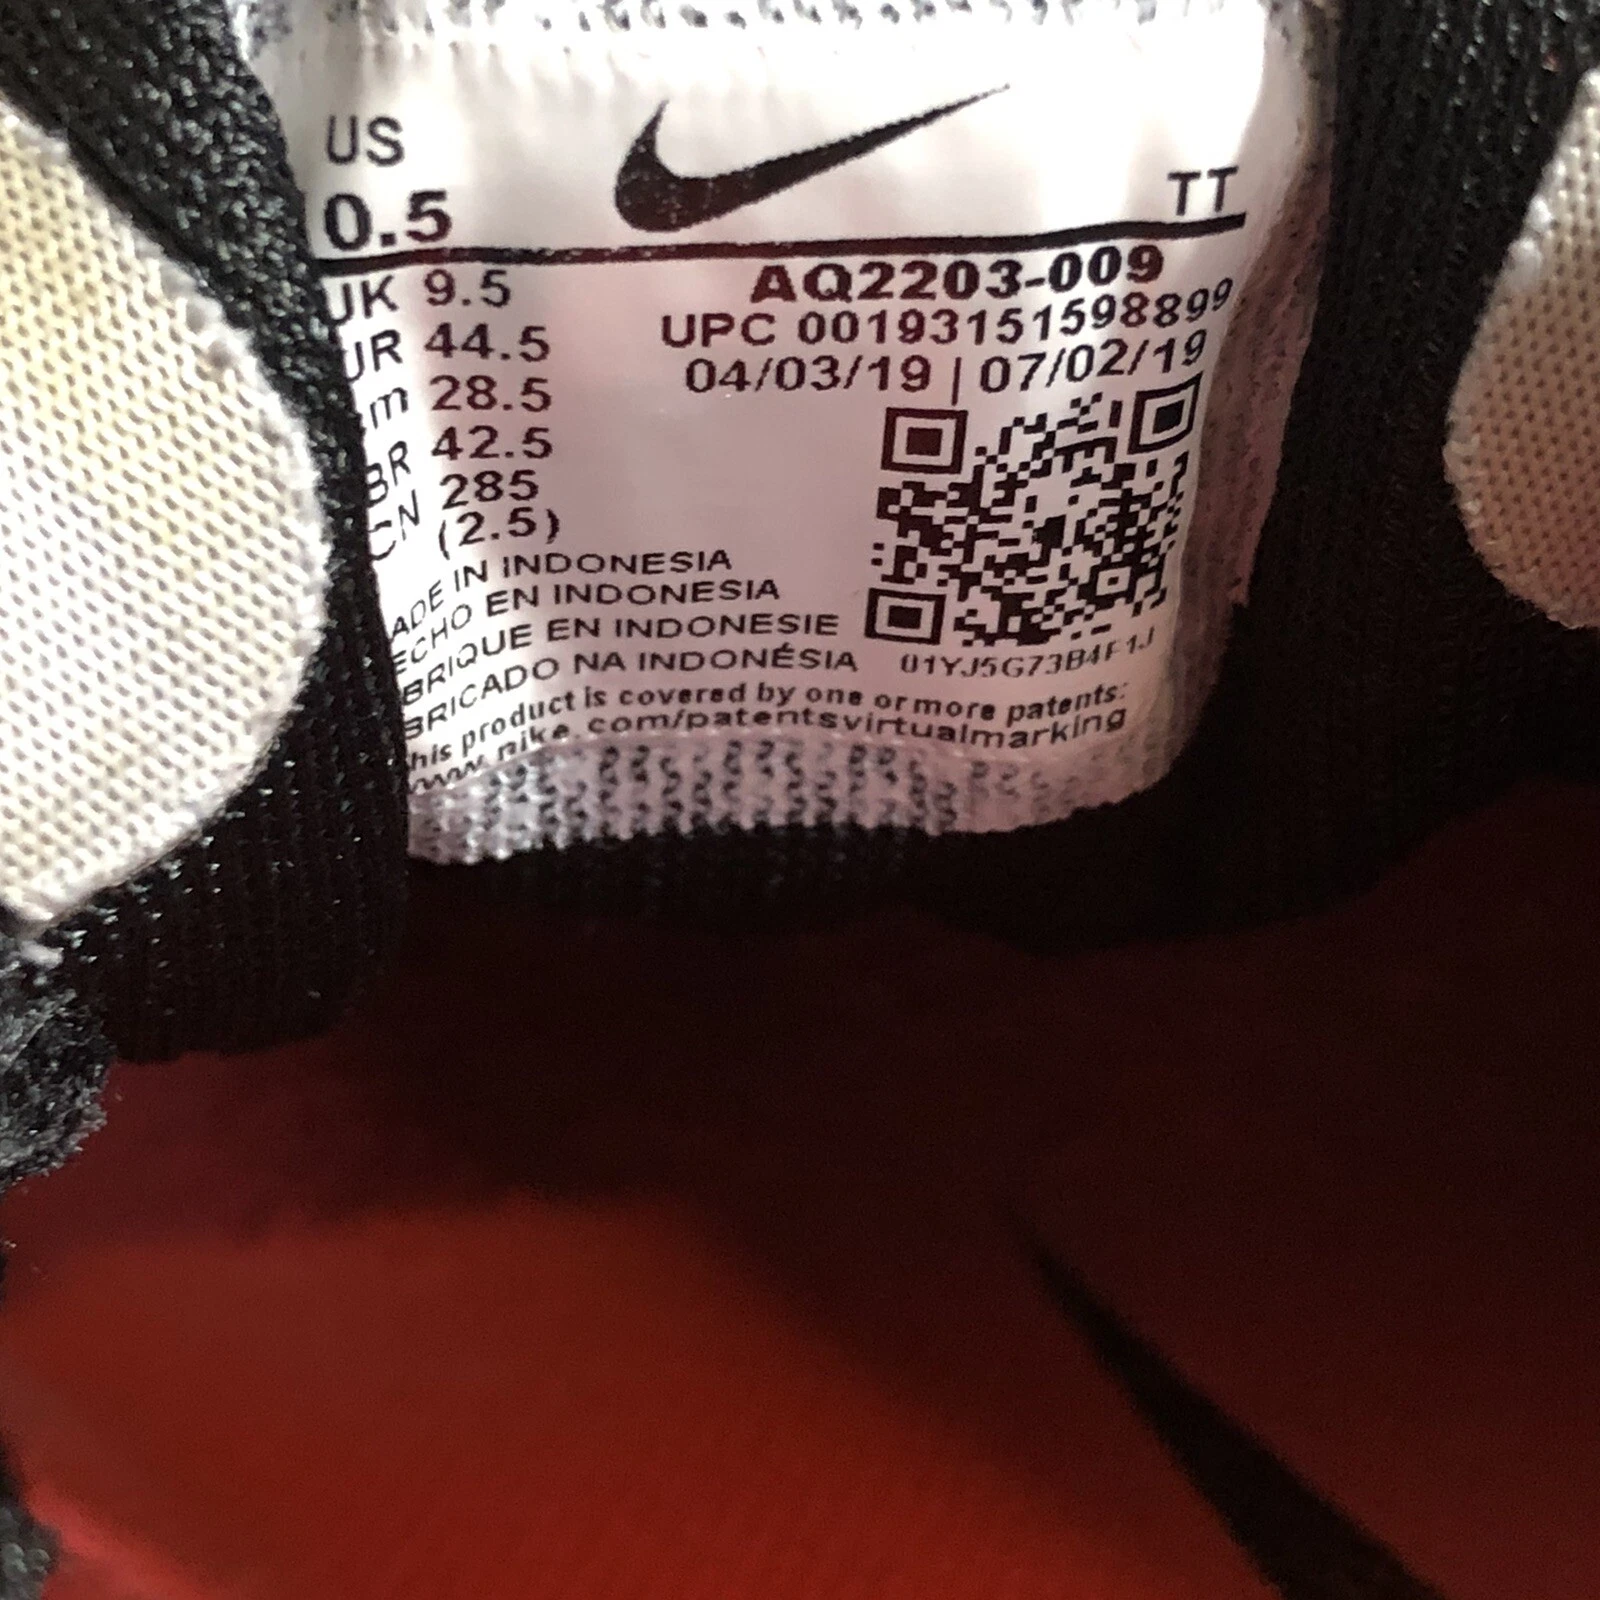 US
0.5
TT
UK 9.5
UR 44.5
m 28.5
BR 42.5
CN 285
(2.5)
AQ2203-009
UPC 00193151598899
04/03/19 | 07/02/19
ADE IN INDONESIA
ECHO EN INDONESIA
BRIQUE EN INDONESIE
BRICADO NA INDONÉSIA
01YJ5G73B4F1J
his product is covered by one or more patents:
www.nike.com/patentsvirtualmarking